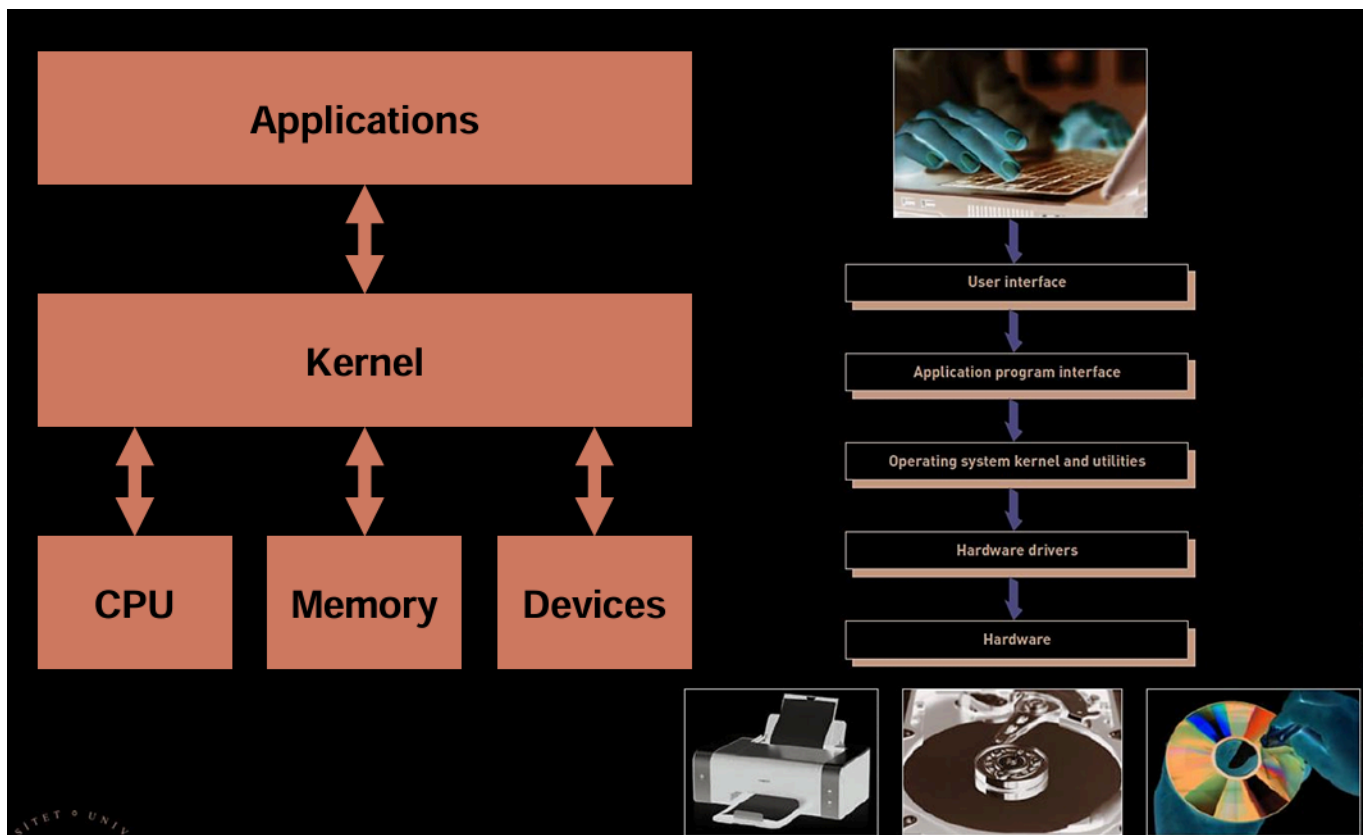 Applications
Kernel
CPU
Memory
Devices
User interface
Application program interface
Operating system kernel and utilities
Hardware drivers
Hardware